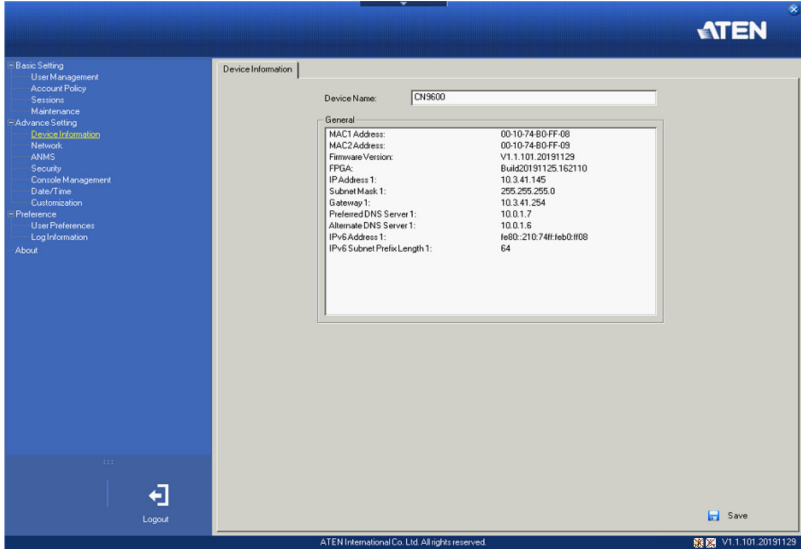 ATEN
Basic Setting
User Management
Account Policy
Sessions
Maintenance
Advance Setting
Device Information
Network
ANMS
Security
Console Management
Date/Time
Customization
Preference
User Preferences
Log Information
About
Logout
Device Information
Device Name: CN9600
General
MAC1 Address: 00-10-74-B0-FF-08
MAC2 Address: 00-10-74-B0-FF-09
Firmware Version: V1.1.101.20191129
FPGA: Build20191125.162110
IP Address 1: 10.3.41.145
Subnet Mask 1: 255.255.255.0
Gateway 1: 10.3.41.254
Preferred DNS Server 1: 10.0.1.7
Alternate DNS Server 1: 10.0.1.6
IPv6 Address 1: fe80::210:74ff:feb0:ff08
IPv6 Subnet Prefix Length 1: 64
Save
ATEN International Co. Ltd. All rights reserved.
V1.1.101.20191129